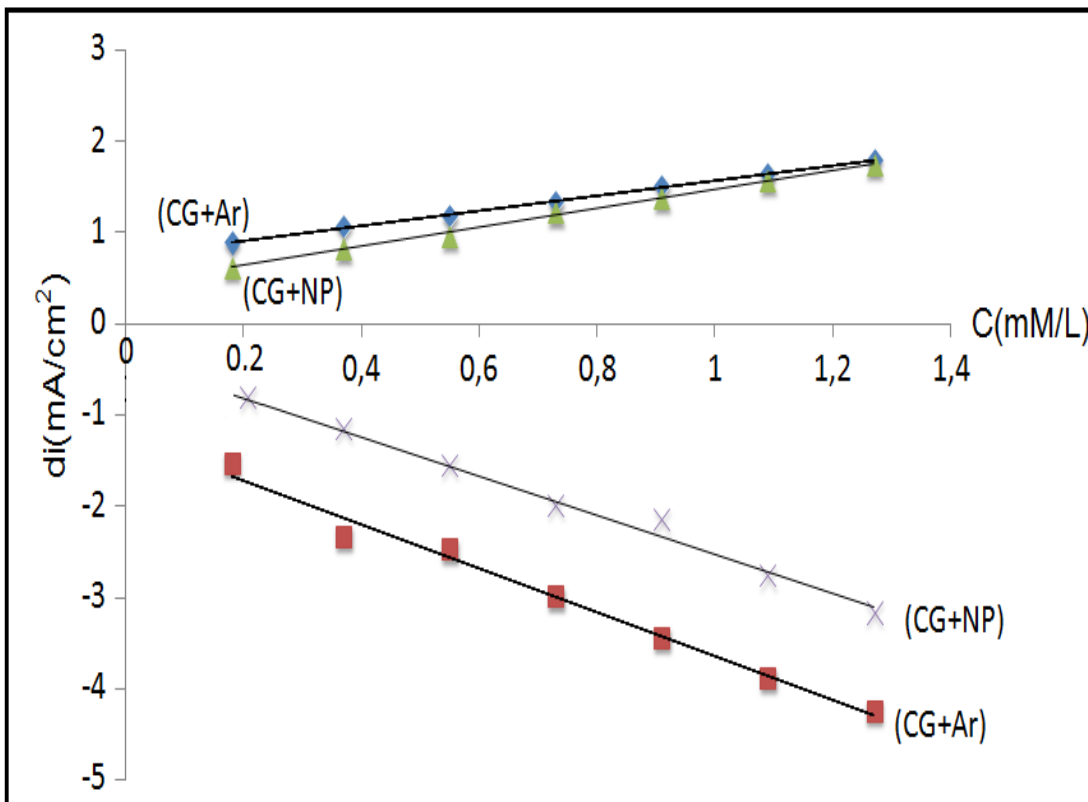 3
2
(CG+Ar)
1
(CG+NP)
0
C(mM/L)
0 0.2 0,4 0,6 0,8 1 1,2 1,4
di(mA/cm²)
-1
-2
-3
(CG+NP)
-4
(CG+Ar)
-5